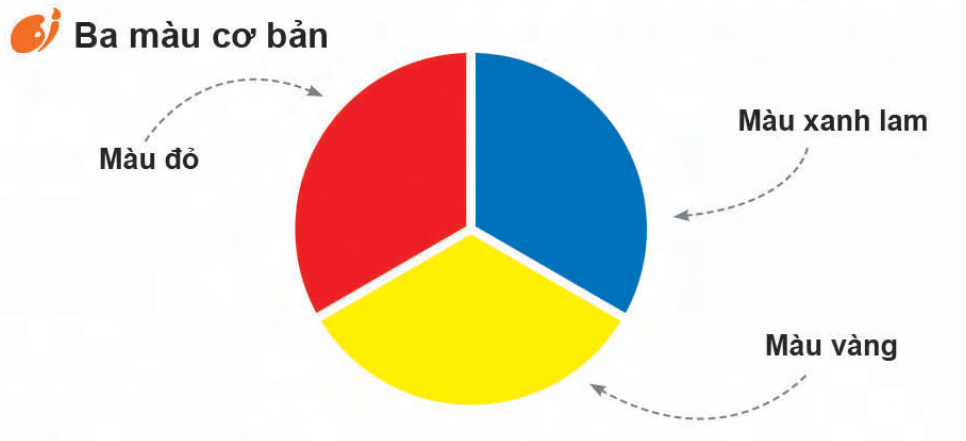 Ba màu cơ bản
Màu xanh lam
Màu đỏ
Màu vàng